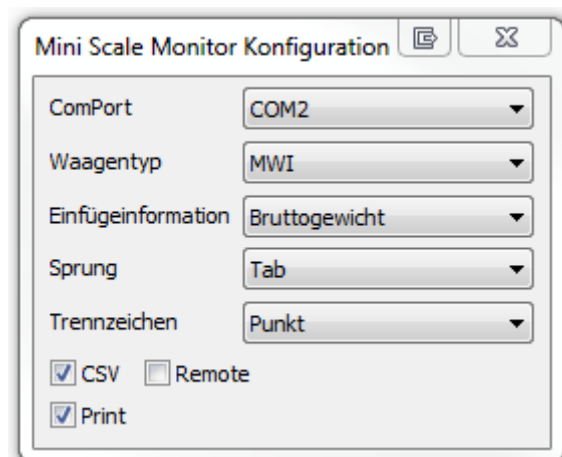 Mini Scale Monitor Konfiguration
ComPort COM2
Waagentyp MWI
Einfügeinformation Bruttogewicht
Sprung Tab
Trennzeichen Punkt
CSV Remote
Print